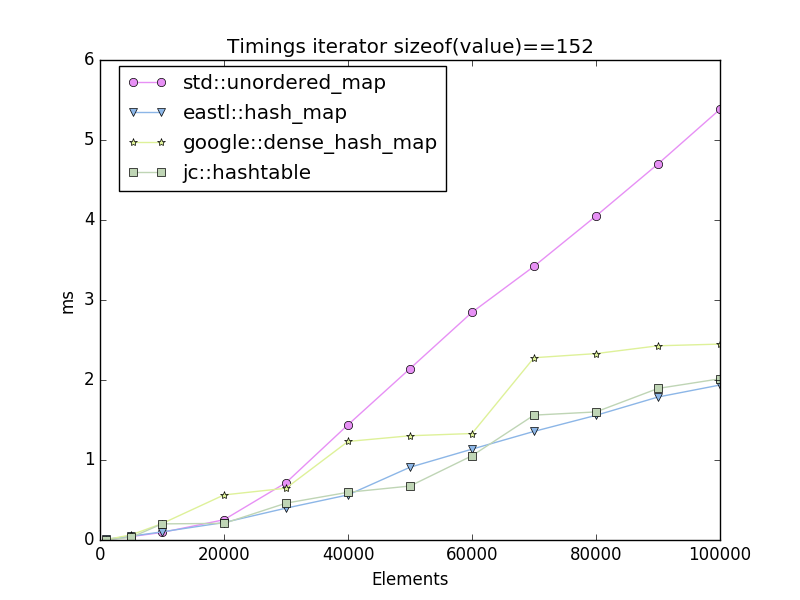 Timings iterator sizeof(value)==152
std::unordered_map
eastl::hash_map
google::dense_hash_map
jc::hashtable
6
5
4
3
2
1
0
ms
0 20000 40000 60000 80000 100000
Elements